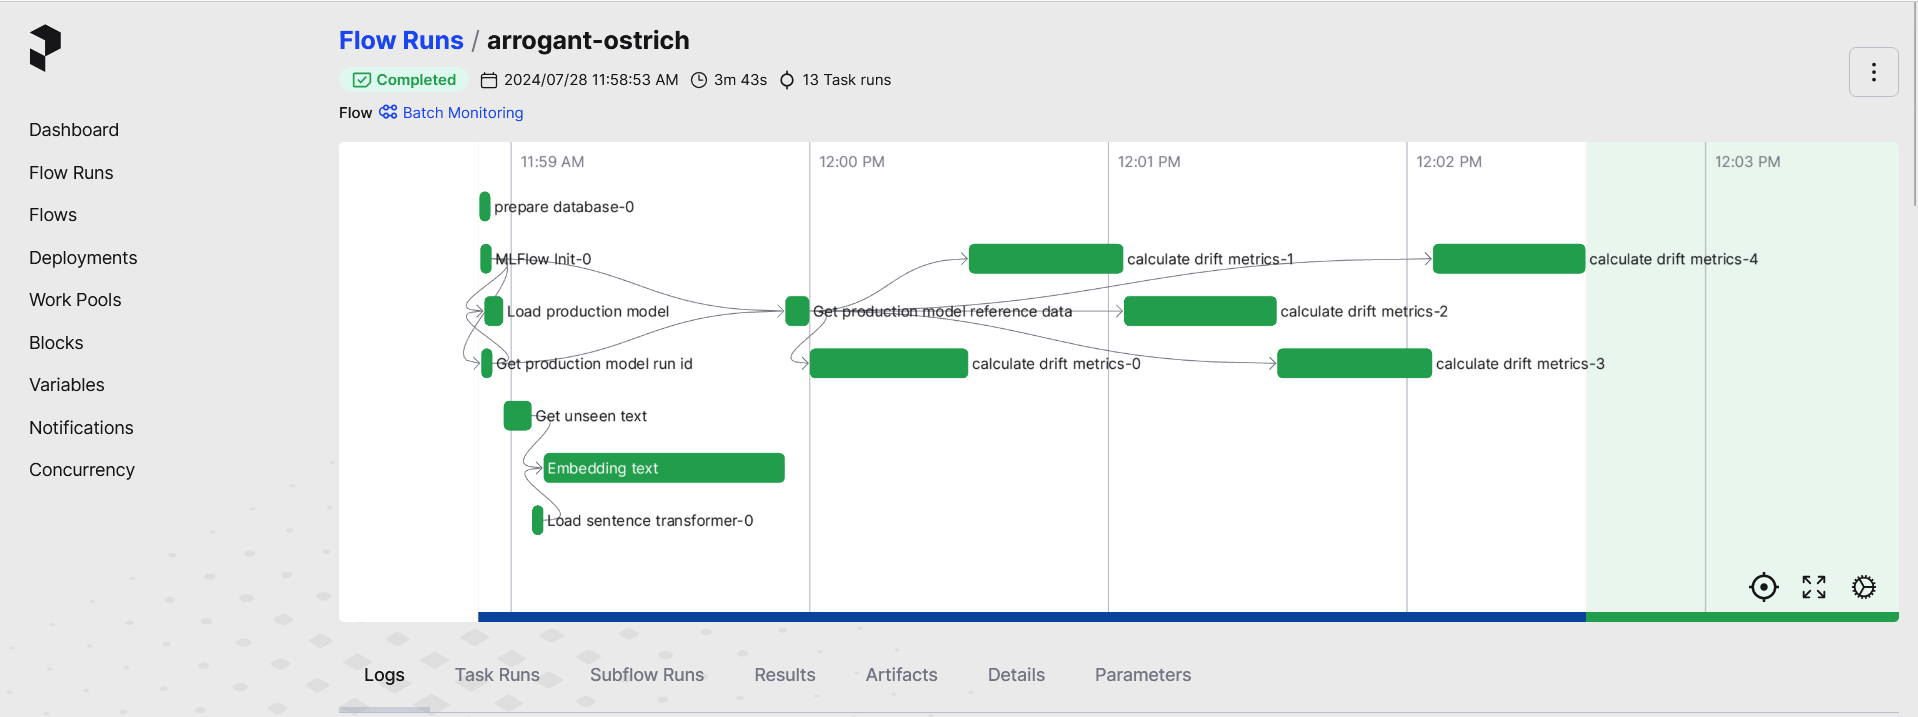 Flow Runs / arrogant-ostrich
Completed 2024/07/28 11:58:53 AM 3m 43s 13 Task runs
Flow Batch Monitoring
Dashboard
Flow Runs
Flows
Deployments
Work Pools
Blocks
Variables
Notifications
Concurrency
11:59 AM 12:00 PM 12:01 PM 12:02 PM 12:03 PM
prepare database-0
MLFlow Init-0 calculate drift metrics-1 calculate drift metrics-4
Load production model Get production model reference data calculate drift metrics-2
Get production model run id calculate drift metrics-0 calculate drift metrics-3
Get unseen text
Embedding text
Load sentence transformer-0
Logs Task Runs Subflow Runs Results Artifacts Details Parameters